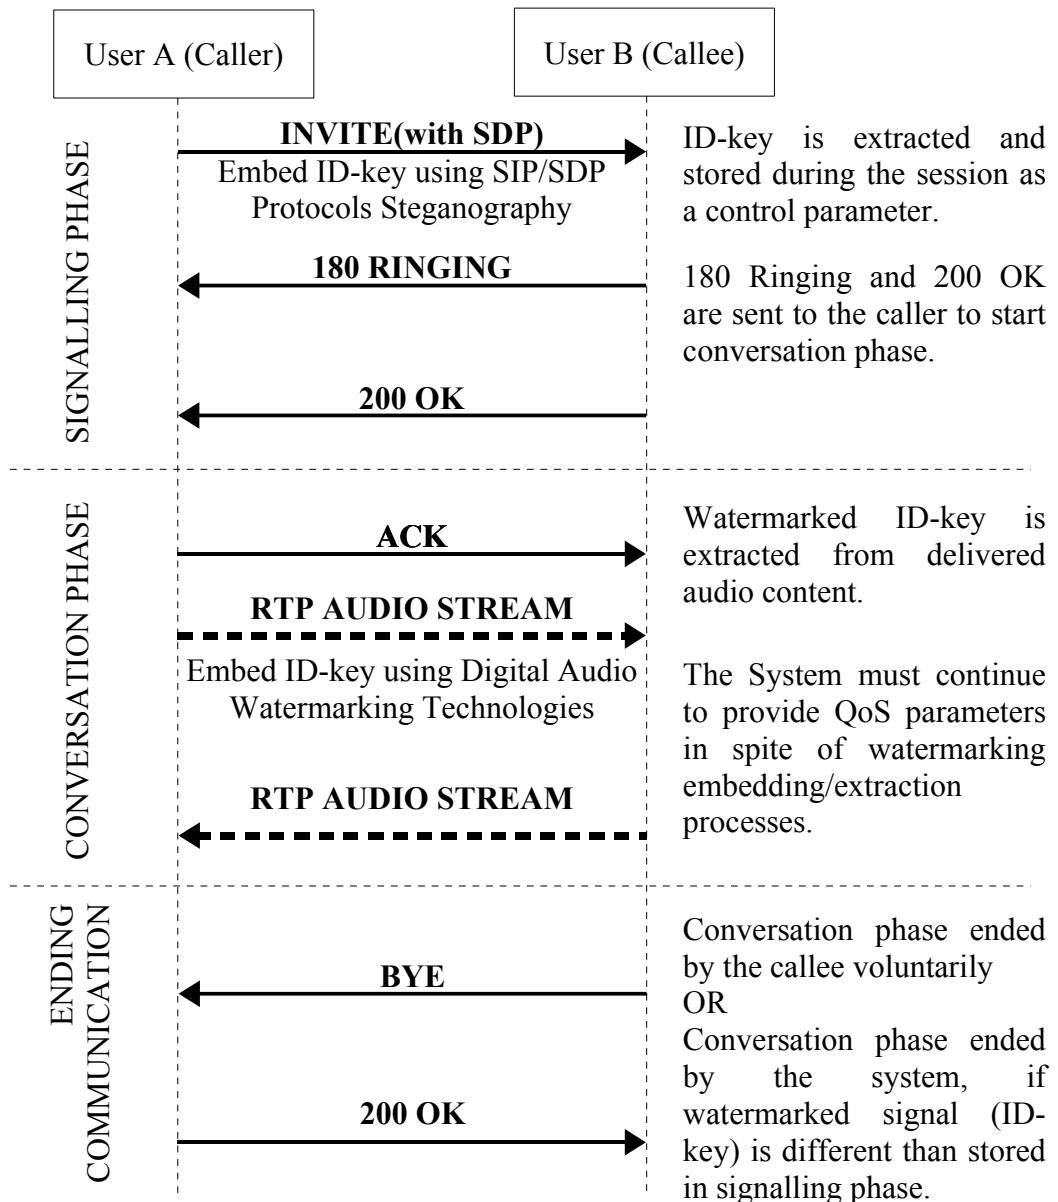 User A (Caller)
User B (Callee)
SIGNALLING PHASE
INVITE(with SDP)
Embed ID-key using SIP/SDP
Protocols Steganography
180 RINGING
200 OK
ID-key is extracted and
stored during the session as
a control parameter.
180 Ringing and 200 OK
are sent to the caller to start
conversation phase.
CONVERSATION PHASE
ACK
RTP AUDIO STREAM
Embed ID-key using Digital Audio
Watermarking Technologies
RTP AUDIO STREAM
Watermarked ID-key is
extracted from delivered
audio content.
The System must continue
to provide QoS parameters
in spite of watermarking
embedding/extraction
processes.
ENDING
COMMUNICATION
BYE
200 OK
Conversation phase ended
by the callee voluntarily
OR
Conversation phase ended
by the system, if
watermarked signal (ID-
key) is different than stored
in signalling phase.